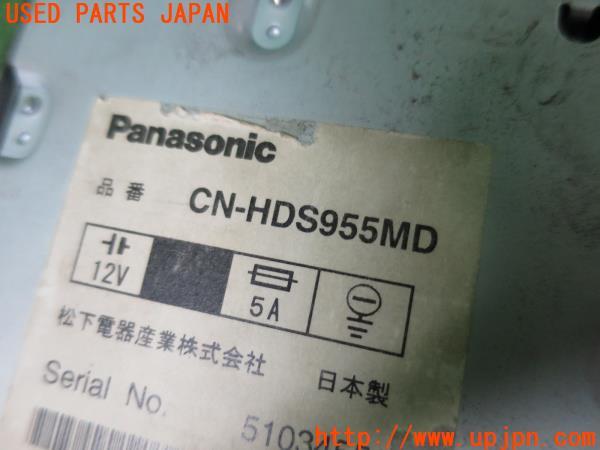 USED PARTS JAPAN
Panasonic
品番 CN-HDS955MD
12V 5A
松下電器産業株式会社 日本製
Serial No.
http://www.upjpn.com